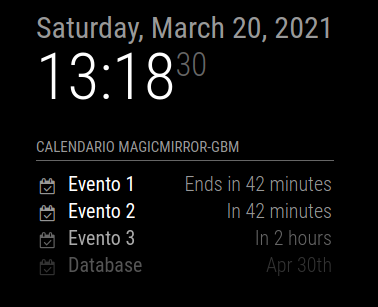 Saturday, March 20, 2021
13:18 30
CALENDARIO MAGICMIRROR-GBM
Evento 1 Ends in 42 minutes
Evento 2 In 42 minutes
Evento 3 In 2 hours
Database Apr 30th